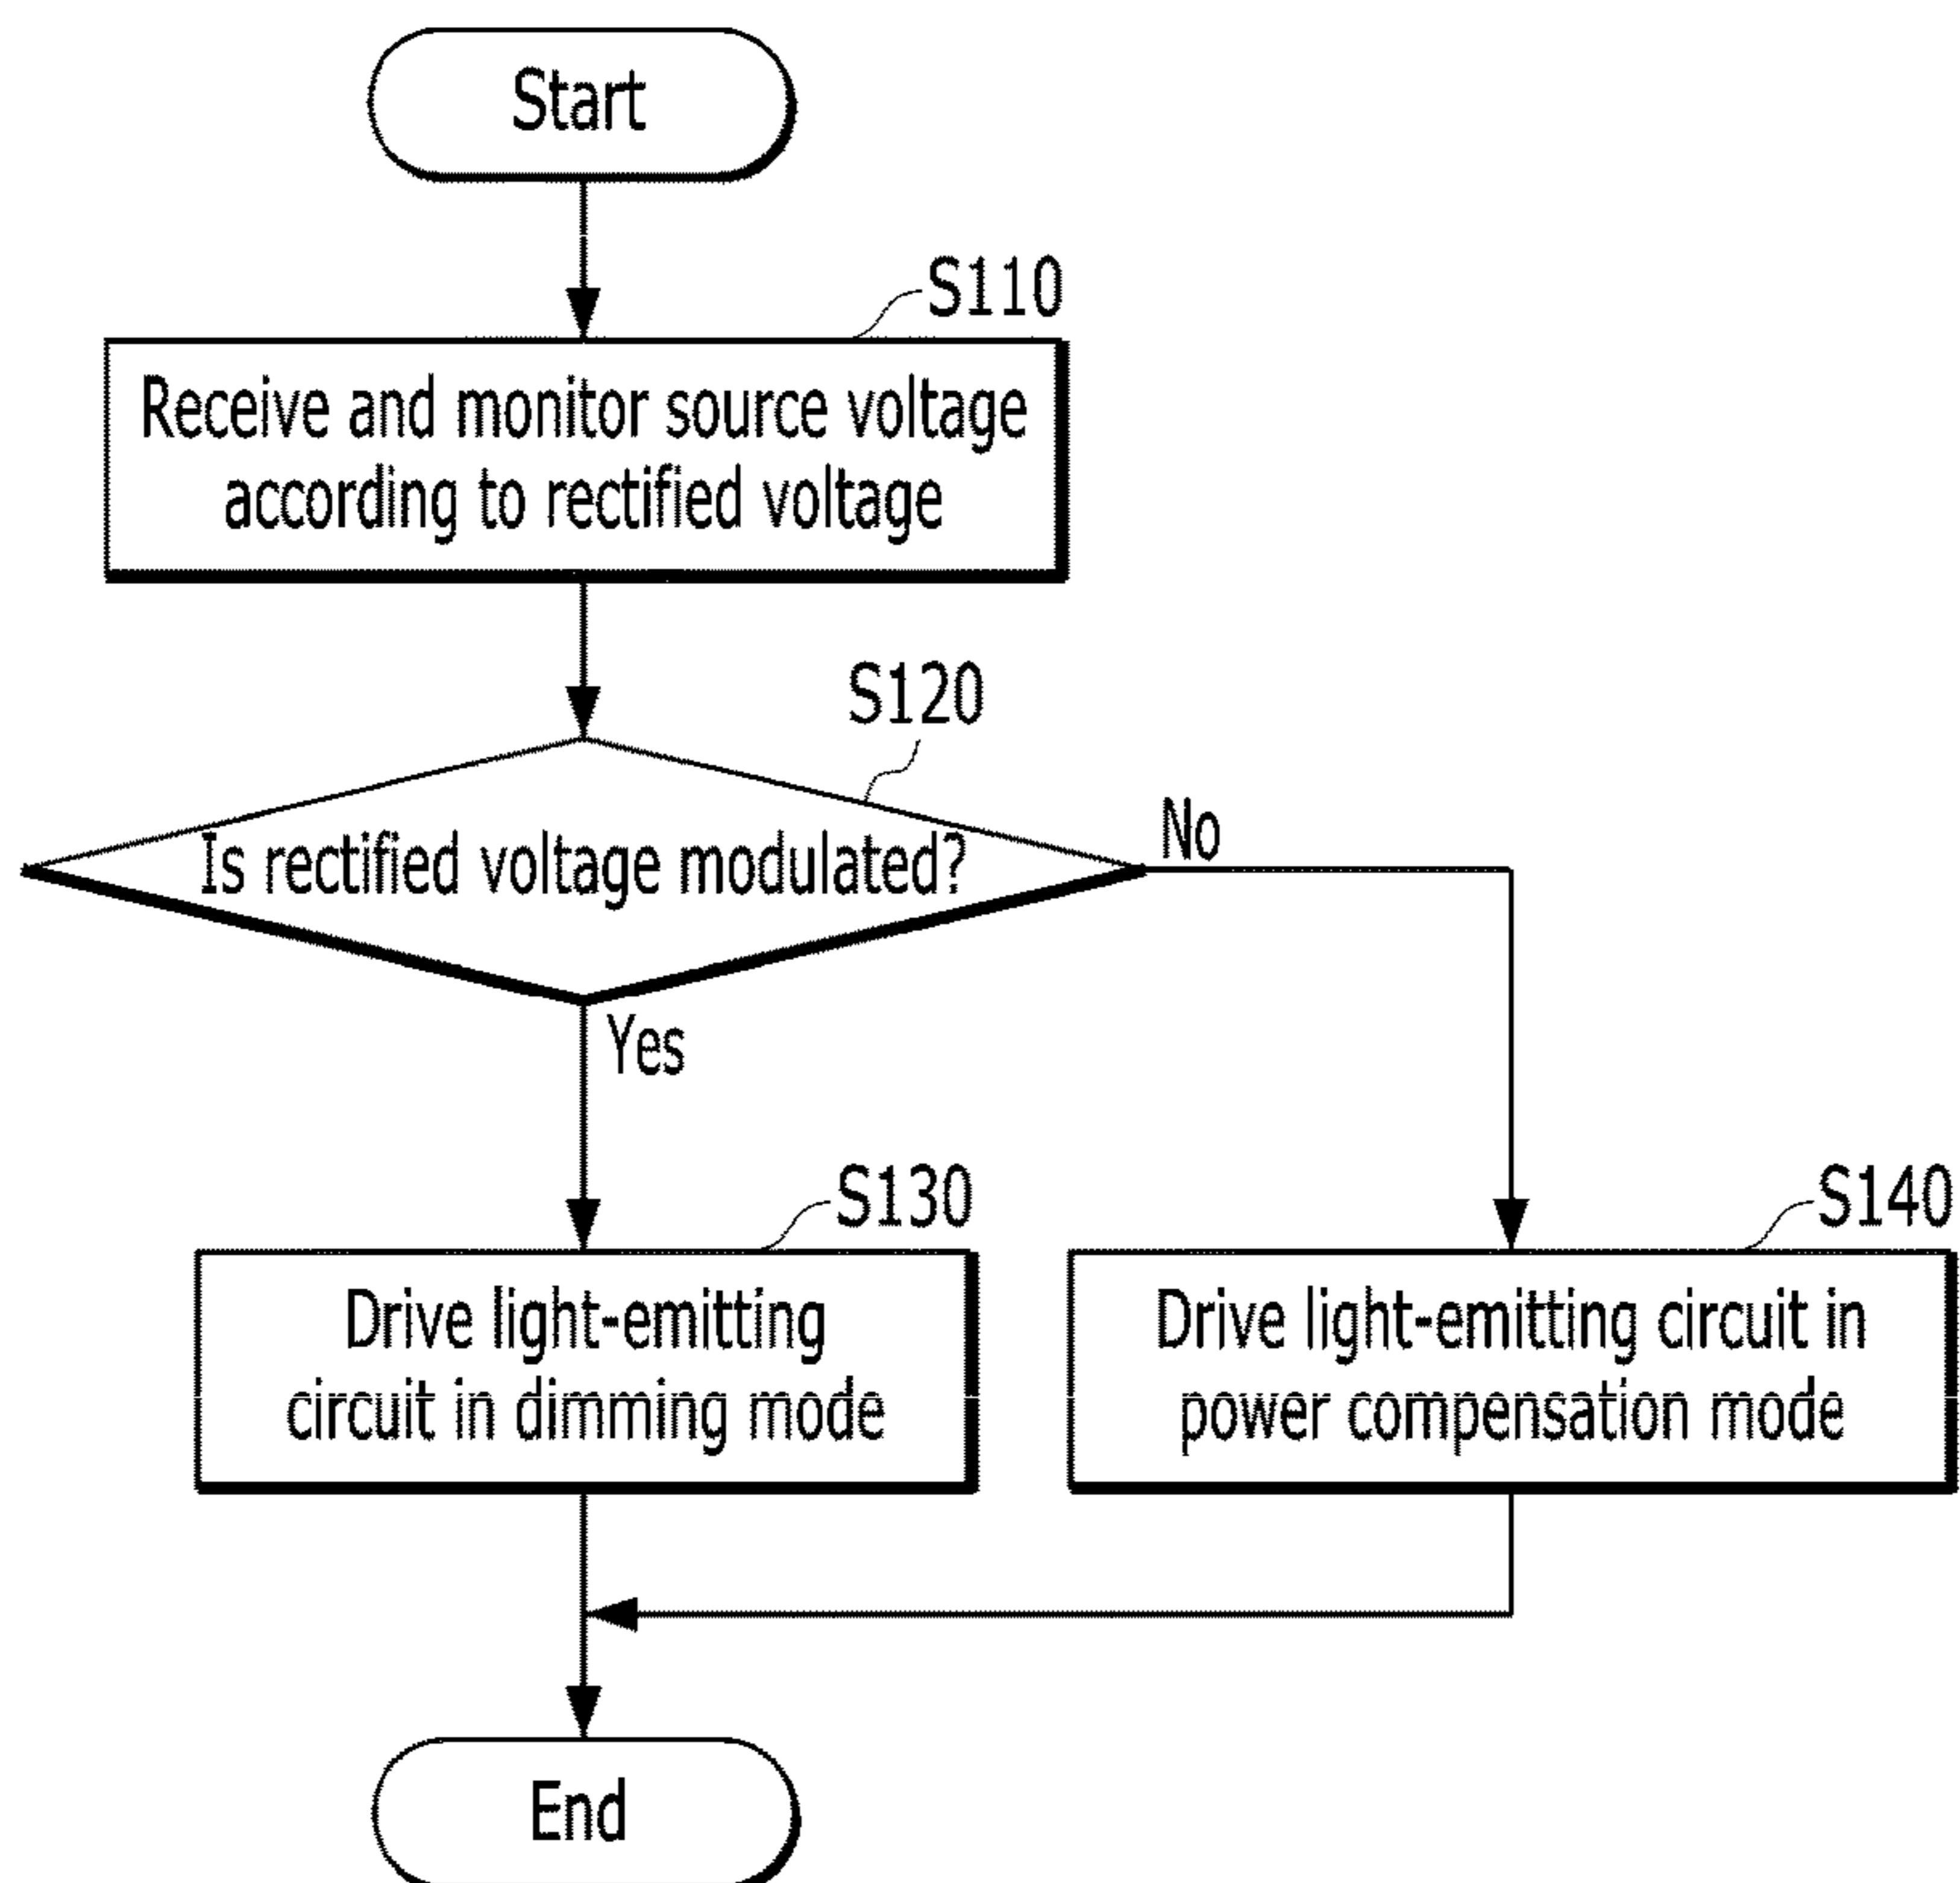 Start
S110
Receive and monitor source voltage
according to rectified voltage
S120
Is rectified voltage modulated?
No
Yes
S130
Drive light-emitting
circuit in dimming mode
S140
Drive light-emitting circuit in
power compensation mode
End